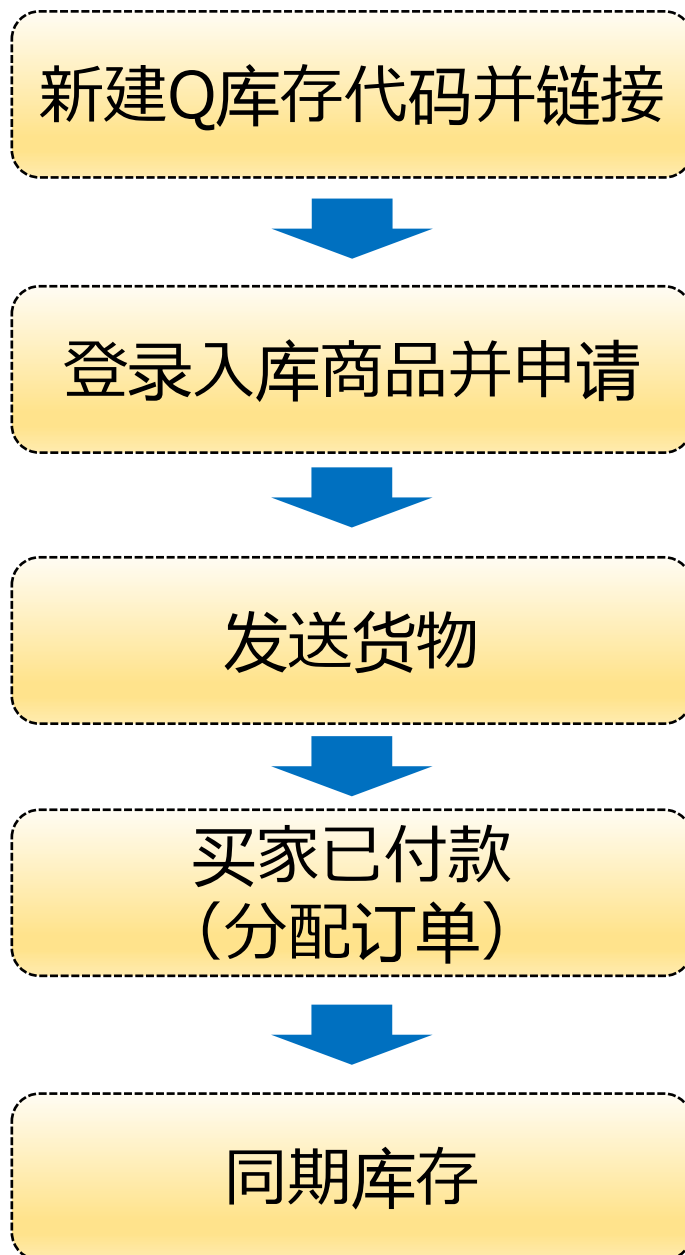 新建Q库存代码并链接
登录入库商品并申请
发送货物
买家已付款
（分配订单）
同期库存